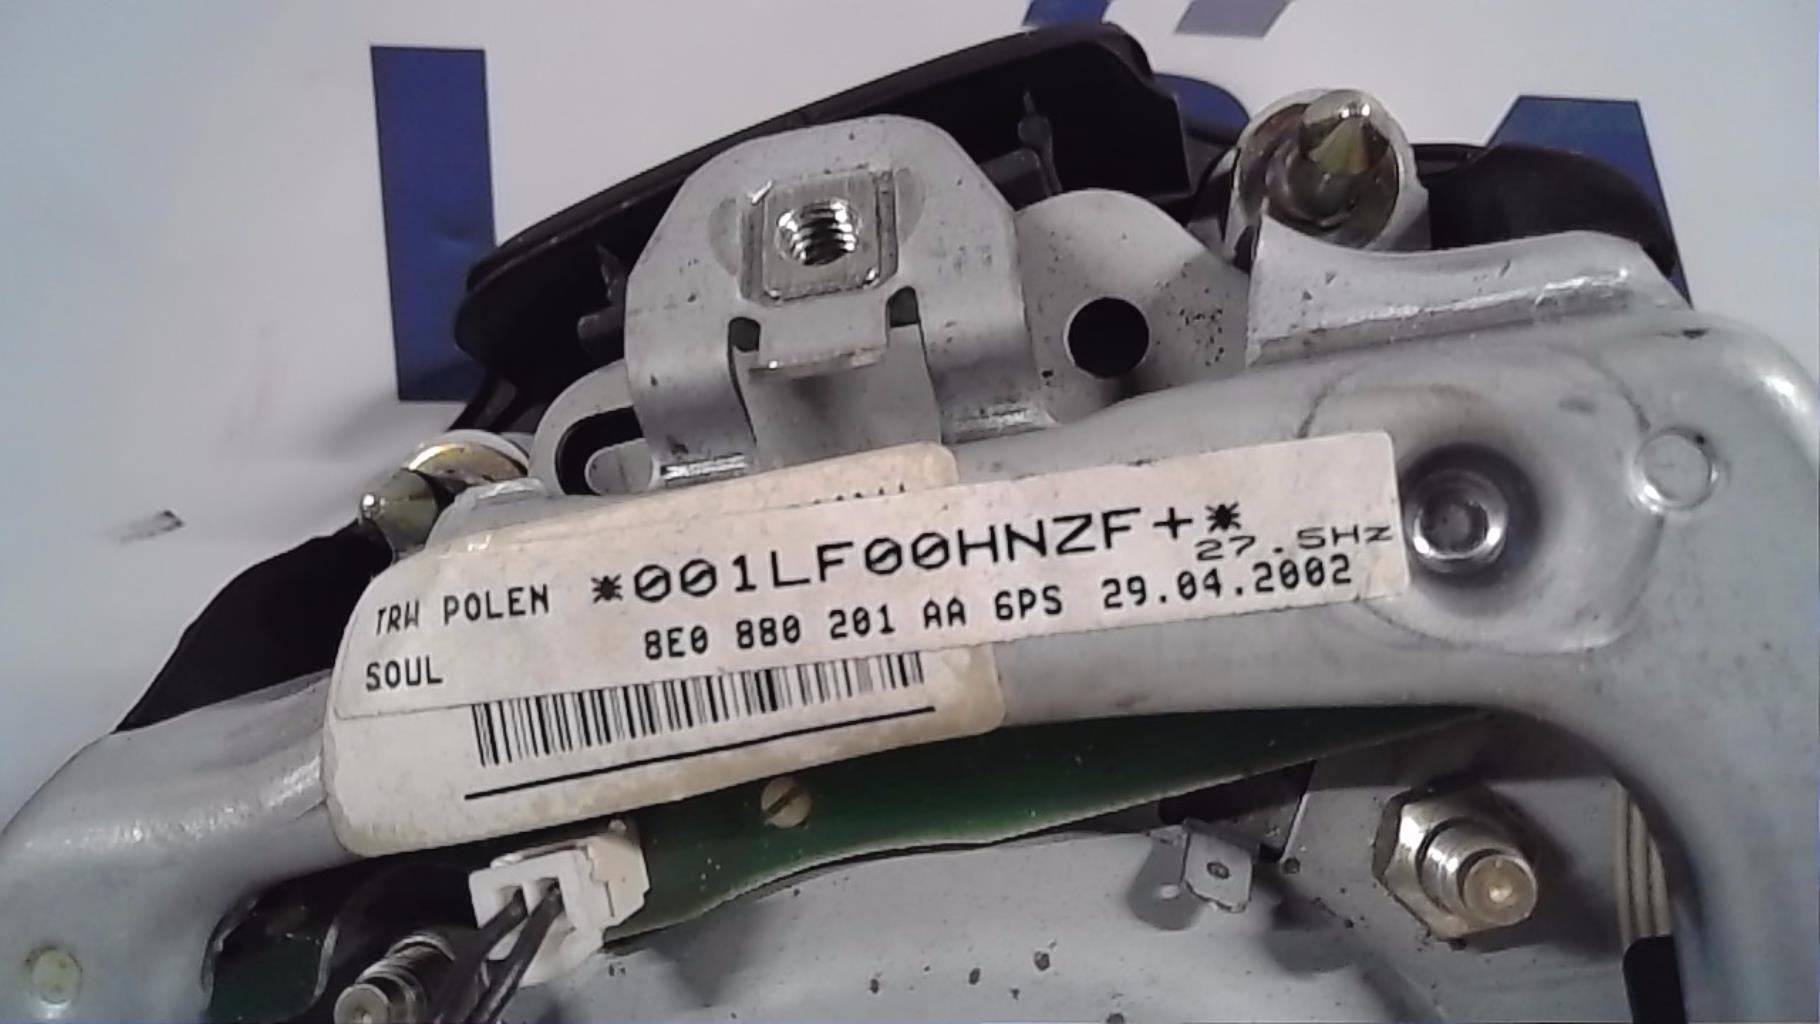 TRW POLEN *001LF00HNZF+*
27.5Hz
SOUL 8E0 880 201 AA 6PS 29.04.2002